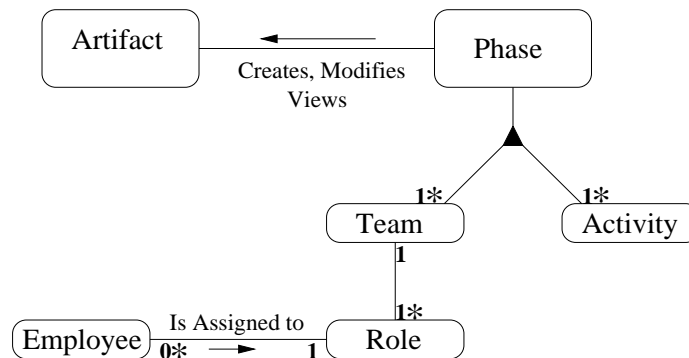 Artifact
Phase
Creates, Modifies
Views
1*
1*
Team
Activity
1
1*
Is Assigned to
Employee
Role
0*
1